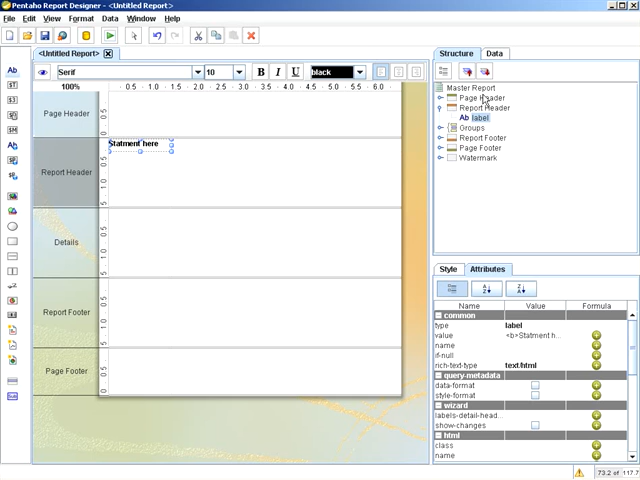 Pentaho Report Designer - <Untitled Report>
File Edit View Format Data Window Help
<Untitled Report>
Serif 10 B I U black
100% 0.5 1.0 1.5 2.0 2.5 3.0 3.5 4.0 4.5 5.0 5.5 6.0
Page Header
Report Header
Statment here
Details
Report Footer
Page Footer
Structure Data
Master Report
Page Header
Report Header
Ab label
Groups
Report Footer
Page Footer
Watermark
Style Attributes
Name Value Formula
common
type label
value <b>Statment h...
name
if-null
rich-text-type text/html
query-metadata
data-format
style-format
wizard
labels-detail-head...
show-changes
html
class
name
73.2 of 117.7